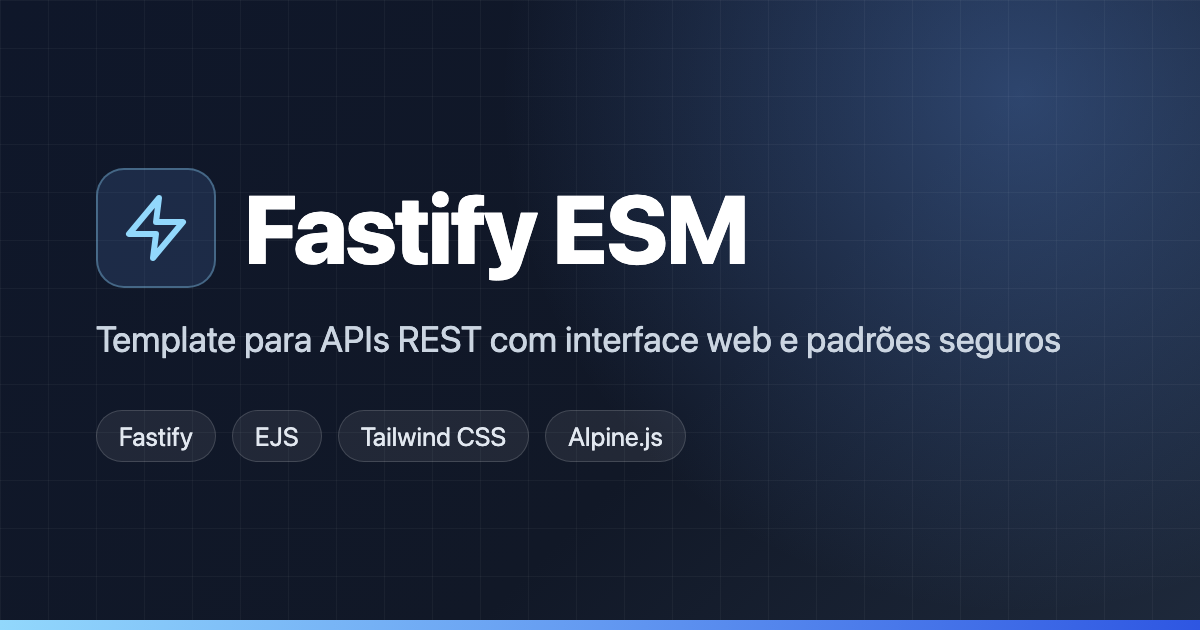 Fastify ESM
Template para APIs REST com interface web e padrões seguros
Fastify EJS Tailwind CSS Alpine.js